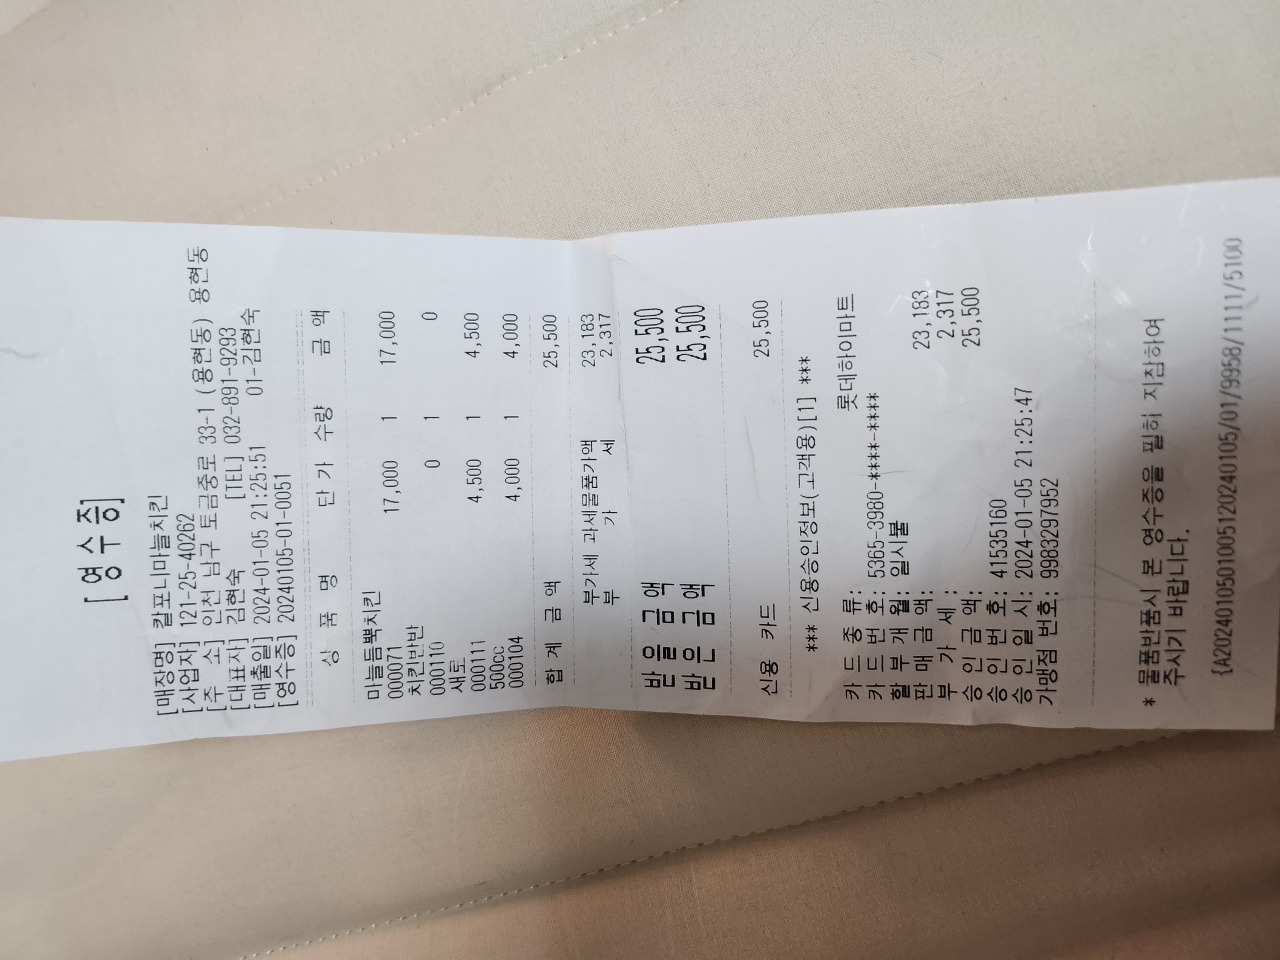 [영수증]
[매장명] 칼포니마늘치킨
[사업자] 121-25-40262
[주 소] 인천 남구 토금중로 33-1 (용현동) 용현동
[대표자] 김현숙 [TEL] 032-891-9293
[매출일] 2024-01-05 21:25:51 01-김현숙
[영수증] 20240105-01-0051
상 품 명 단 가 수량 금 액
마늘듬뿍치킨
000071 17,000 1 17,000
치킨반반
000110 0 1 0
새로
000111 4,500 1 4,500
500cc
000104 4,000 1 4,000
합 계 금 액 25,500
부가세 과세물품가액 23,183
부 가 세 2,317
받을금액 25,500
받은금액 25,500
신용 카드 25,500
*** 신용승인정보(고객용)[1] ***
카 드 종 류: 롯데하이마트
카 드 번 호: 5365-3980-****-****
할 부 개 월: 일시불
판 매 금 액: 23,183
부 가 세: 2,317
승 인 금 액: 25,500
승 인 번 호: 41535160
승 인 일 시: 2024-01-05 21:25:47
가맹점 번호: 9983297952
* 물품반품시 본 영수증을 필히 지참하여
주시기 바랍니다.
{A2024010501005120240105/01/9958/1111/5100